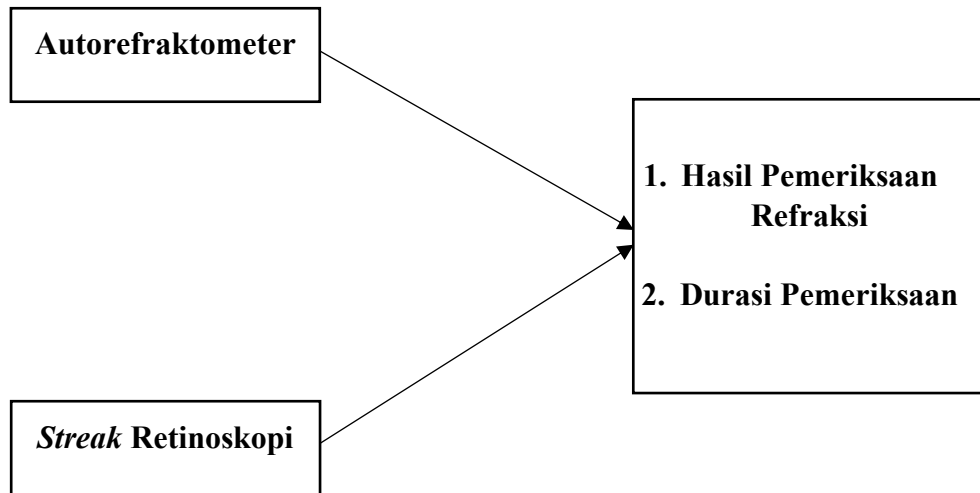 Autorefraktometer
1. Hasil Pemeriksaan
Refraksi
2. Durasi Pemeriksaan
Streak Retinoskopi